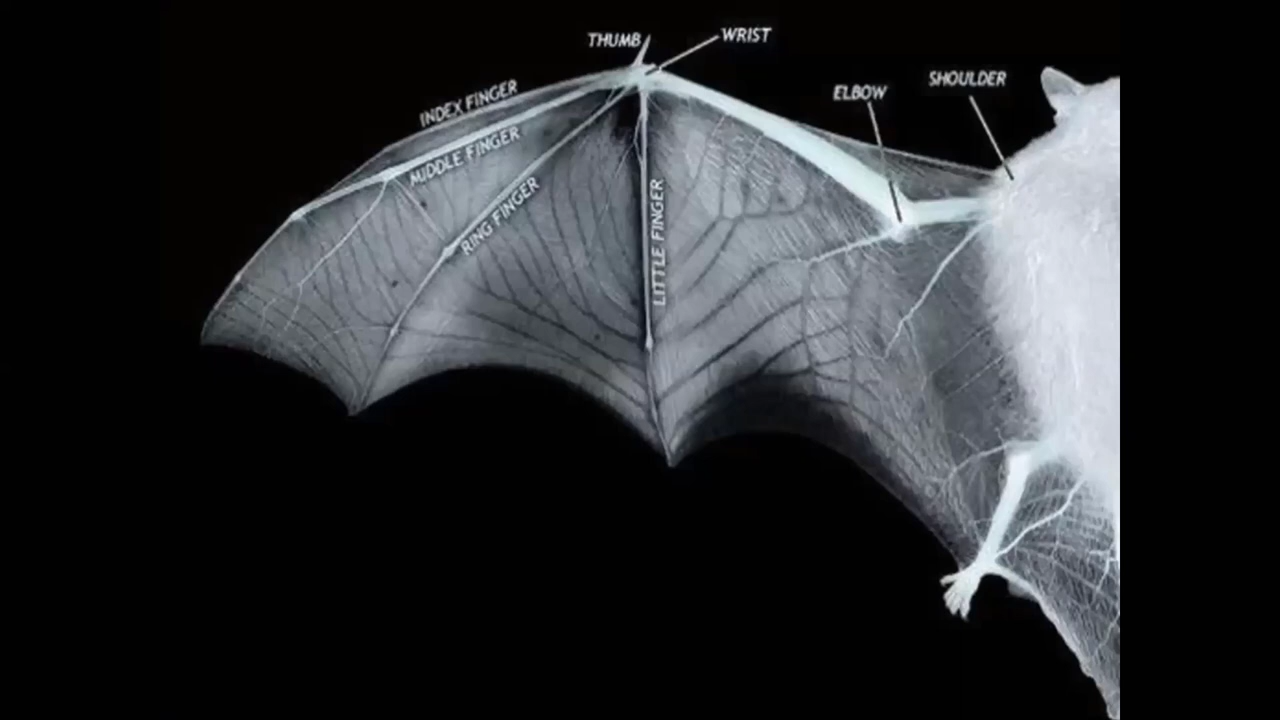 THUMB
WRIST
ELBOW
SHOULDER
INDEX FINGER
MIDDLE FINGER
RING FINGER
LITTLE FINGER